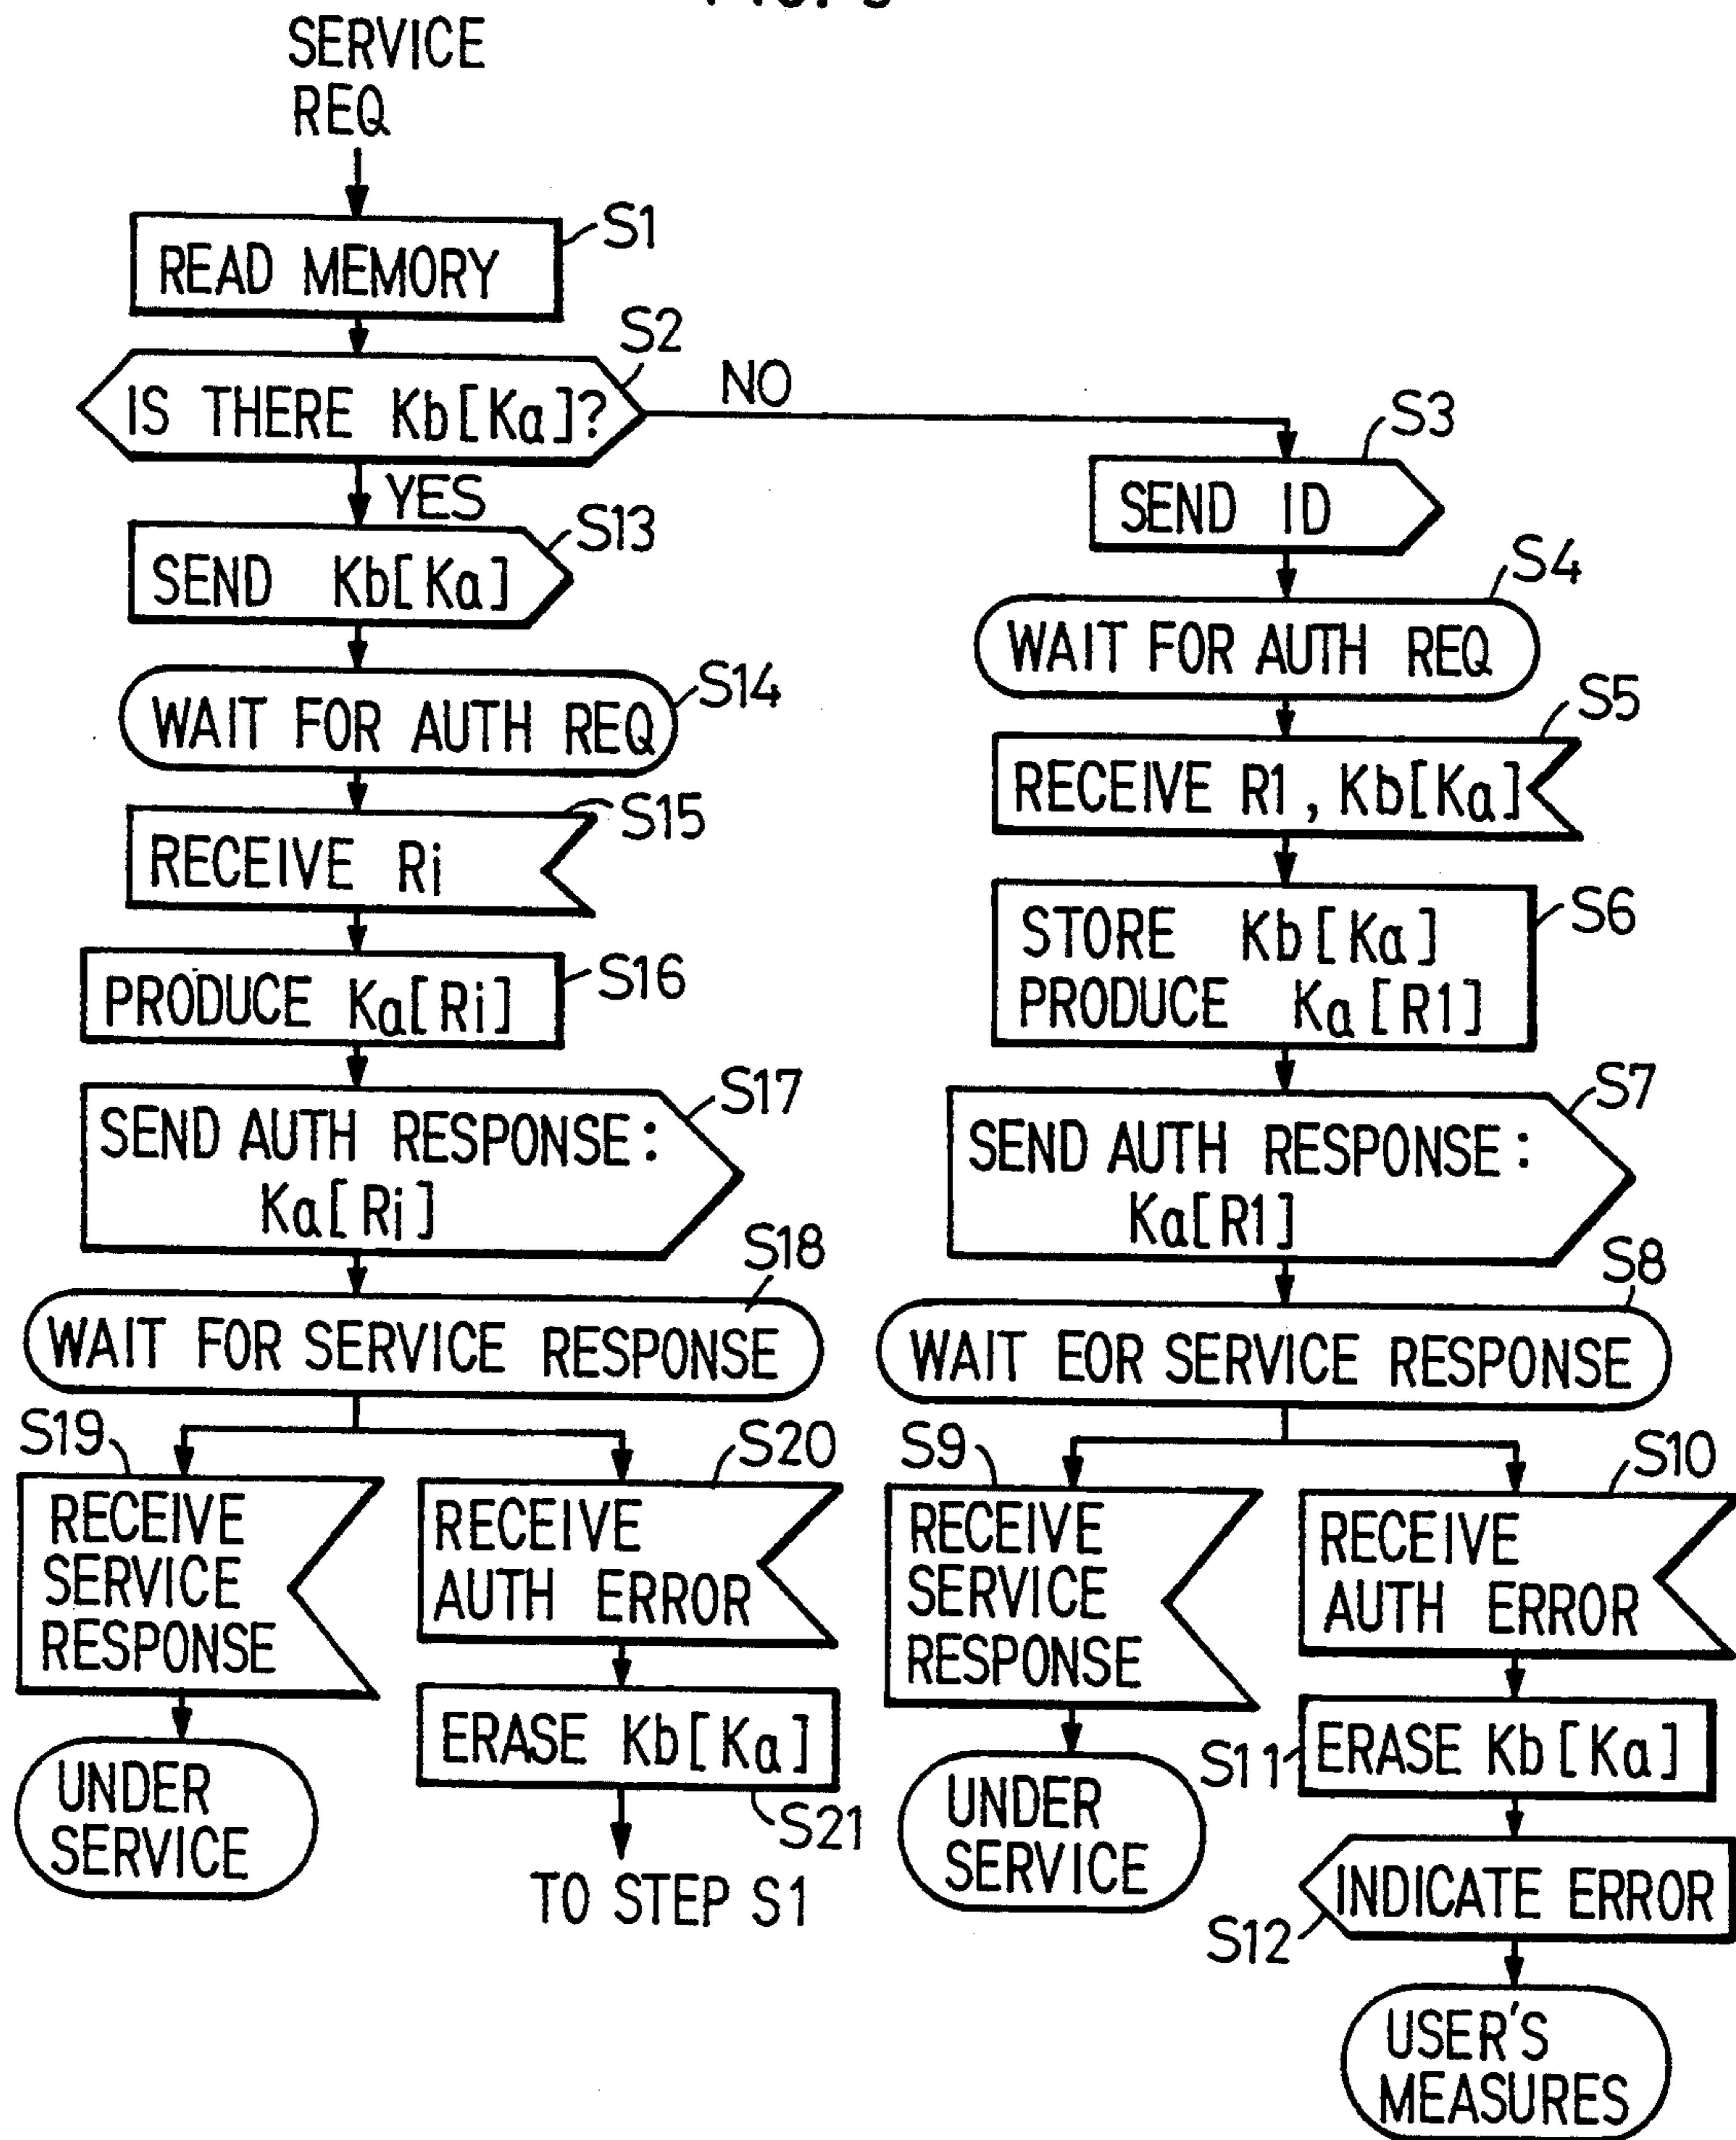 SERVICE
REQ
READ MEMORY
S1
IS THERE Kb[Ka]?
S2
NO
YES
SEND Kb[Ka]
S13
WAIT FOR AUTH REQ
S14
RECEIVE Ri
S15
PRODUCE Ka[Ri]
S16
SEND AUTH RESPONSE:
Ka[Ri]
S17
WAIT FOR SERVICE RESPONSE
S18
S19
RECEIVE
SERVICE
RESPONSE
UNDER
SERVICE
S20
RECEIVE
AUTH ERROR
ERASE Kb[Ka]
S21
TO STEP S1
S3
SEND ID
S4
WAIT FOR AUTH REQ
S5
RECEIVE R1, Kb[Ka]
S6
STORE Kb[Ka]
PRODUCE Ka[R1]
S7
SEND AUTH RESPONSE:
Ka[R1]
S8
WAIT EOR SERVICE RESPONSE
S9
RECEIVE
SERVICE
RESPONSE
UNDER
SERVICE
S10
RECEIVE
AUTH ERROR
S11
ERASE Kb[Ka]
INDICATE ERROR
S12
USER'S
MEASURES